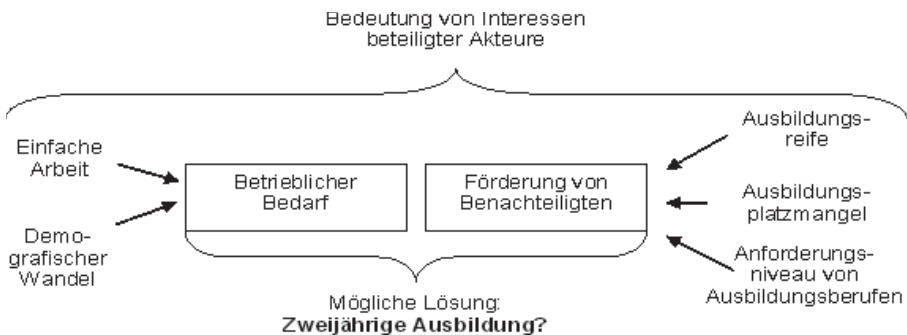 Bedeutung von Interessen
beteiligter Akteure
Einfache
Arbeit
Demo-
grafischer
Wandel
Betrieblicher
Bedarf
Förderung von
Benachteiligten
Ausbildungs-
reife
Ausbildungs-
platzmangel
Anforderungs-
niveau von
Ausbildungsberufen
Mögliche Lösung:
Zweijährige Ausbildung?